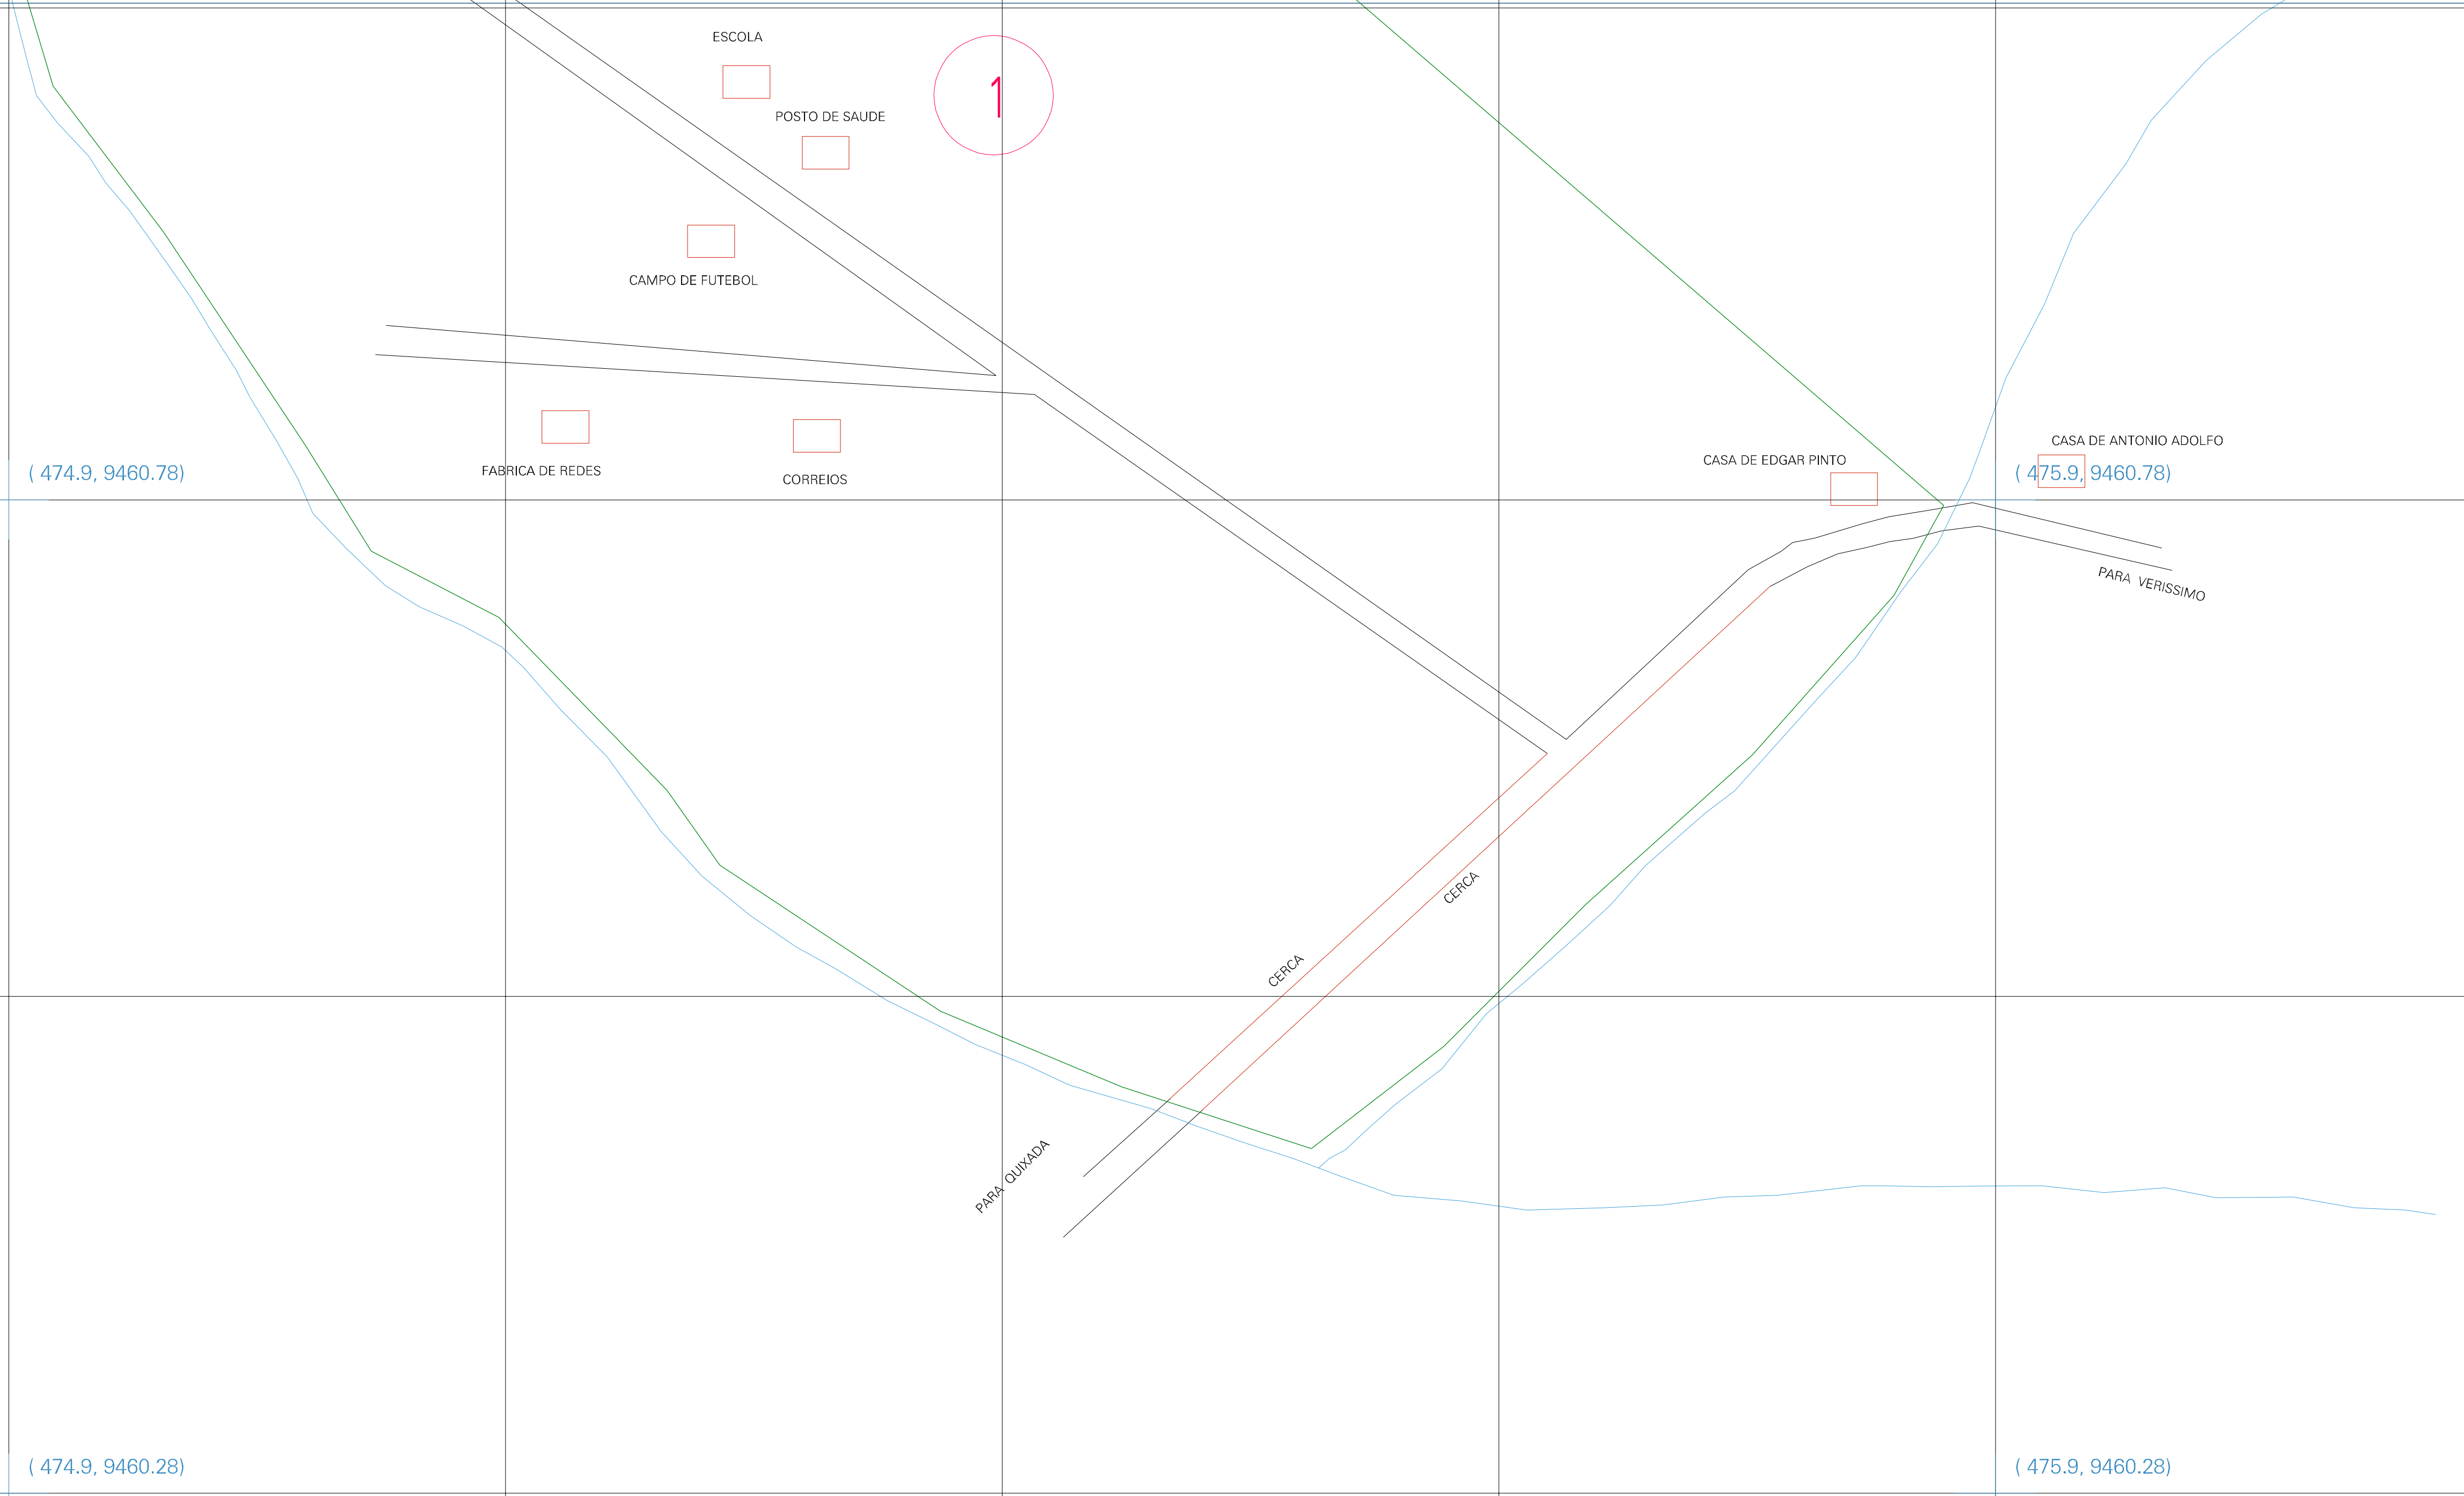 ESCOLA
1
POSTO DE SAUDE
CAMPO DE FUTEBOL
CASA DE ANTONIO ADOLFO
CASA DE EDGAR PINTO
( 474.9, 9460.78)
FABRICA DE REDES
CORREIOS
( 475.9, 9460.78)
PARA VERISSIMO
CERCA
CERCA
PARA QUIXADA
( 474.9, 9460.28)
( 475.9, 9460.28)